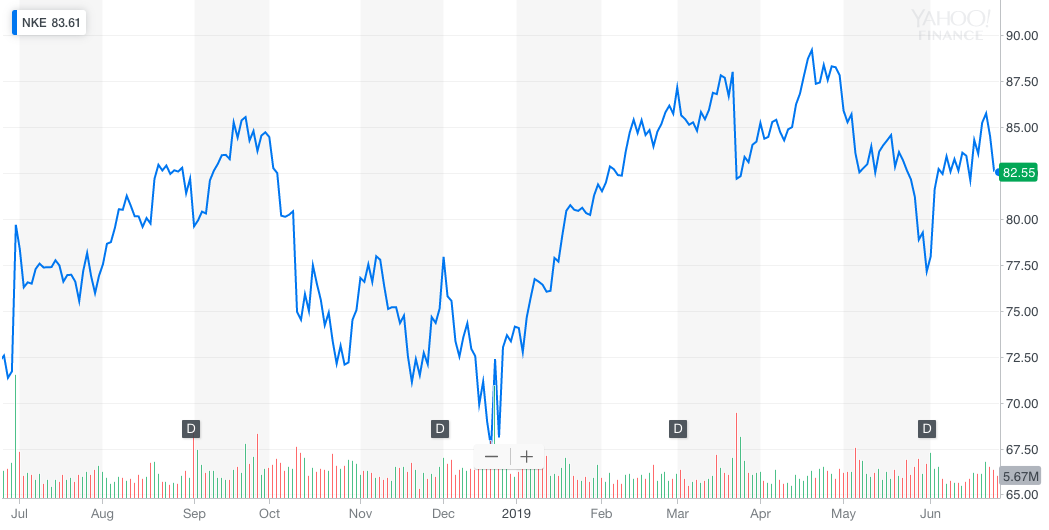 NKE 83.61
YAHOO!
FINANCE
90.00
87.50
85.00
82.55
80.00
77.50
75.00
72.50
70.00
D
D
D
D
67.50
5.67M
65.00
Jul
Aug
Sep
Oct
Nov
Dec
2019
Feb
Mar
Apr
May
Jun